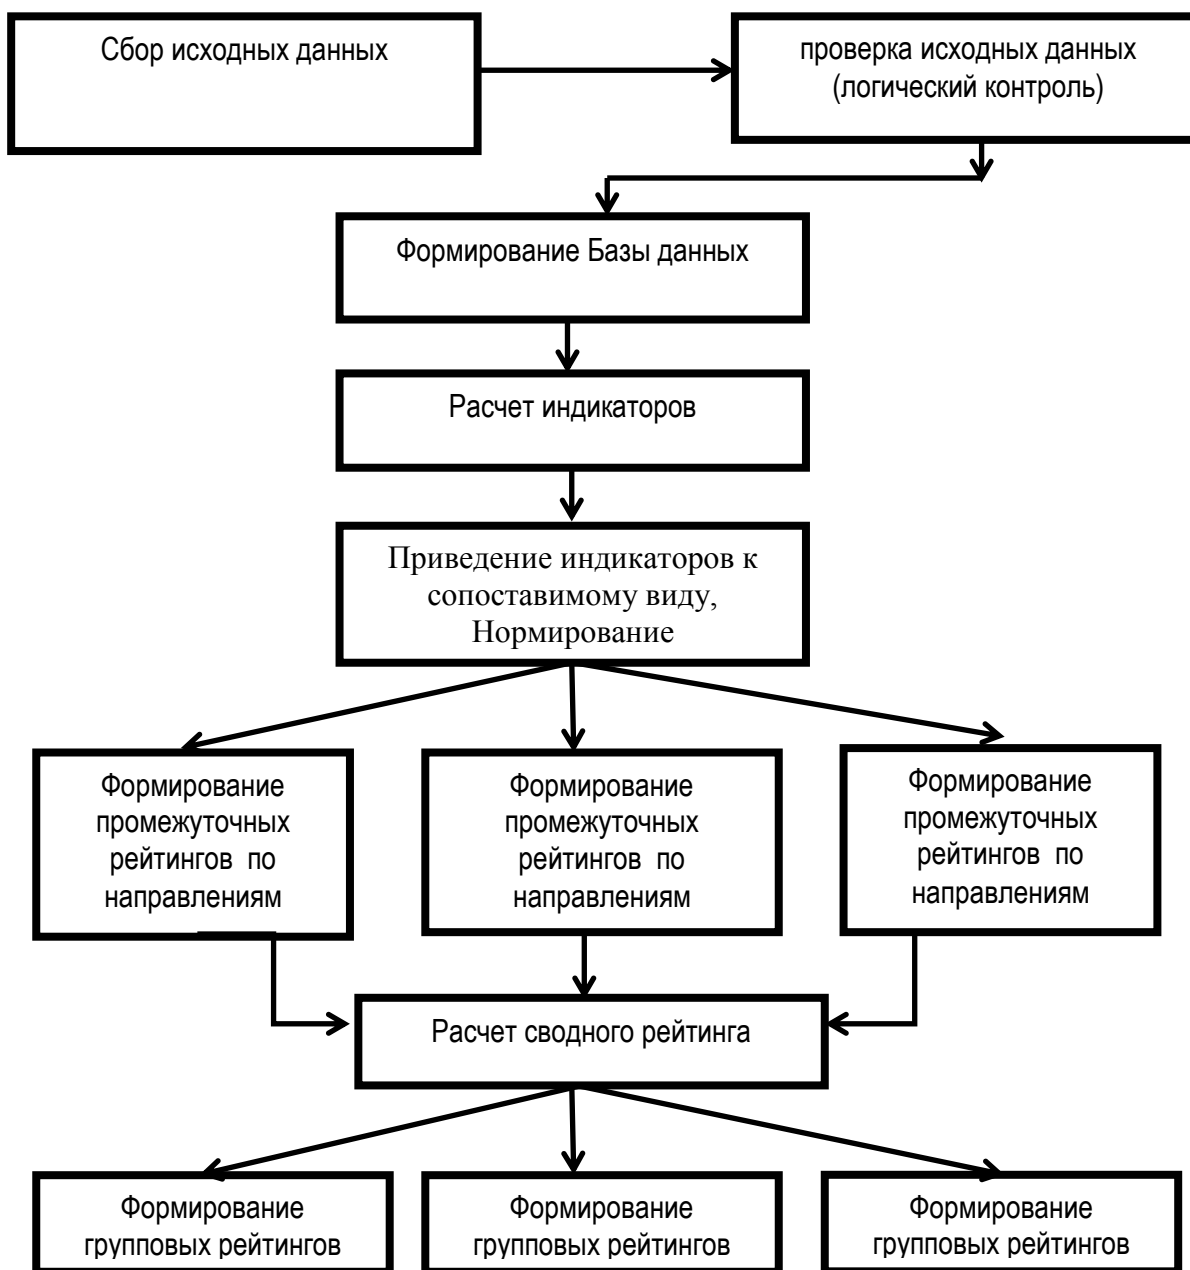 Сбор исходных данных
проверка исходных данных
(логический контроль)
Формирование Базы данных
Расчет индикаторов
Приведение индикаторов к
сопоставимому виду,
Нормирование
Формирование
промежуточных
рейтингов по
направлениям
Формирование
промежуточных
рейтингов по
направлениям
Формирование
промежуточных
рейтингов по
направлениям
Расчет сводного рейтинга
Формирование
групповых рейтингов
Формирование
групповых рейтингов
Формирование
групповых рейтингов